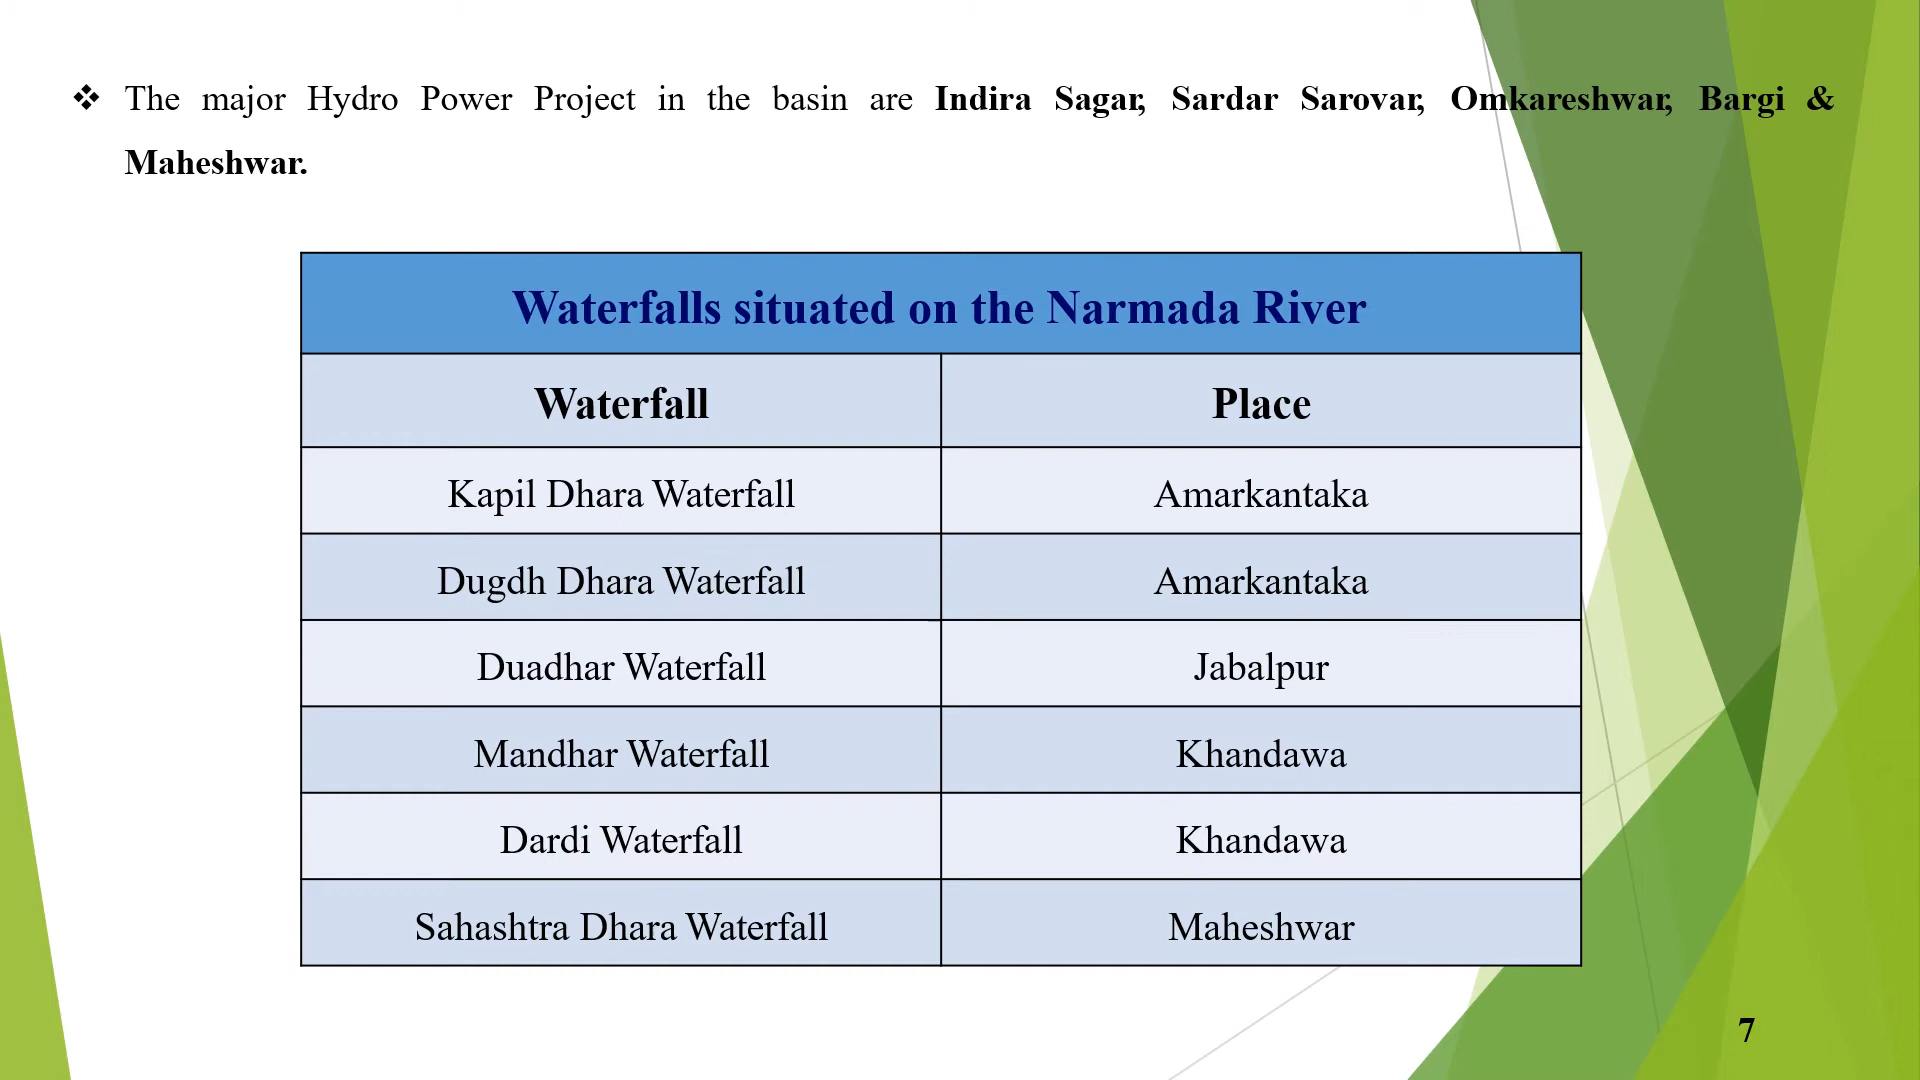 ❖ The major Hydro Power Project in the basin are Indira Sagar, Sardar Sarovar, Omkareshwar, Bargi &
Maheshwar.
Waterfalls situated on the Narmada River
Waterfall Place
Kapil Dhara Waterfall Amarkantaka
Dugdh Dhara Waterfall Amarkantaka
Duadhar Waterfall Jabalpur
Mandhar Waterfall Khandawa
Dardi Waterfall Khandawa
Sahashtra Dhara Waterfall Maheshwar
7